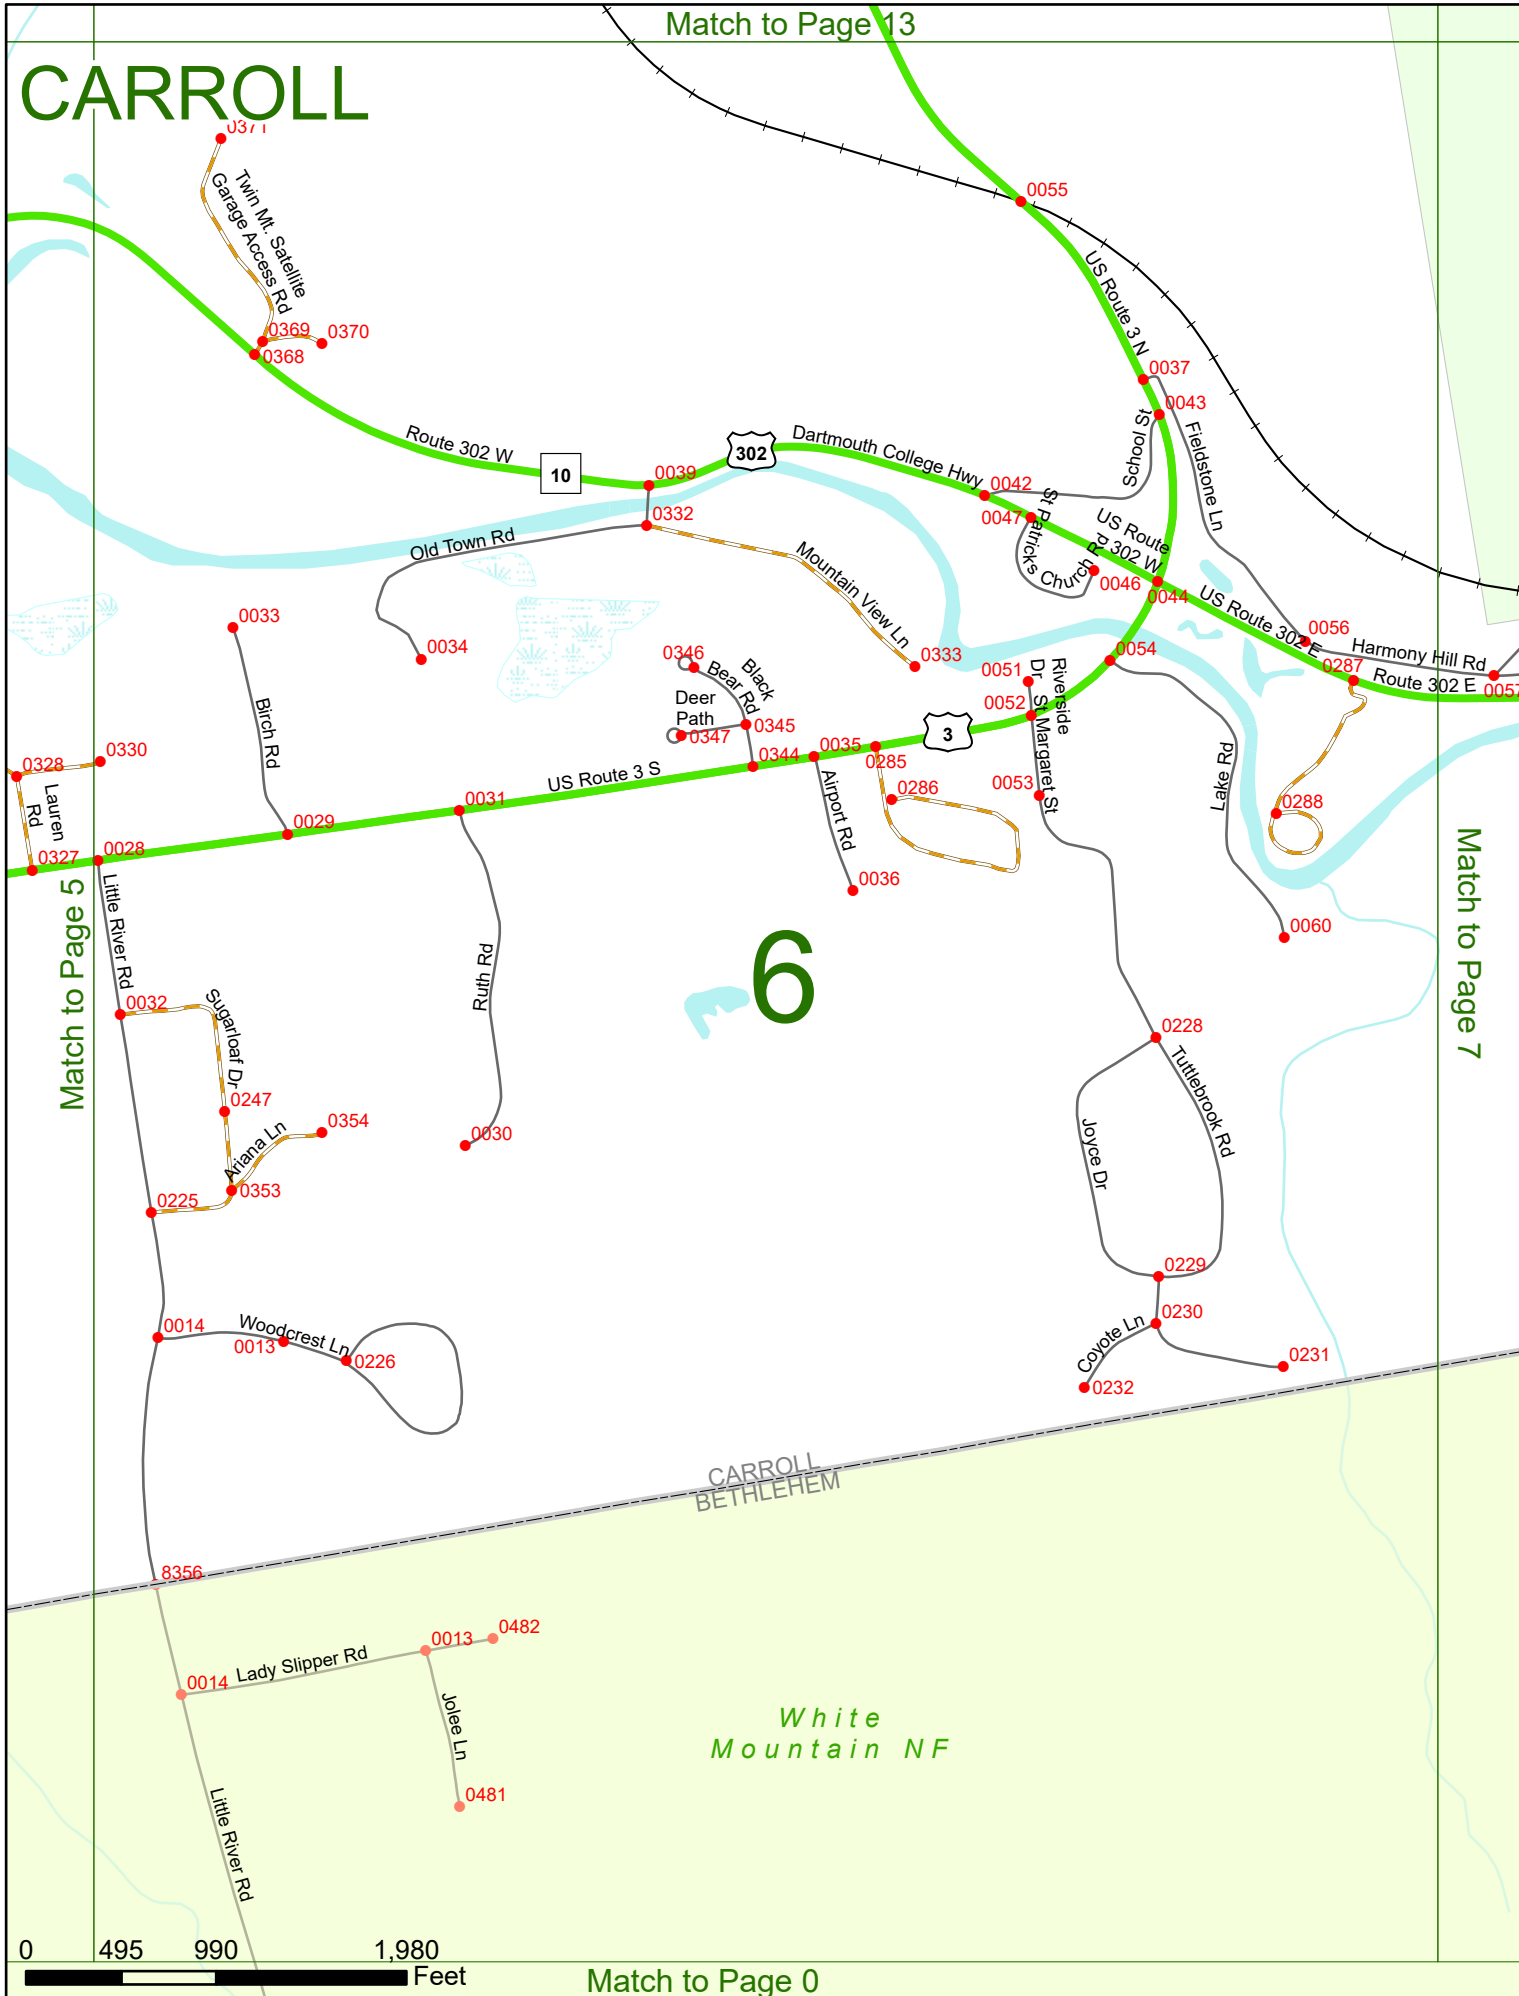 Match to Page 13
CARROLL
0371
Twin Mt. Satellite
Garage Access Rd
0055
US Route 3 N
0369
0370
0368
0037
0043
School St
Fieldstone Ln
Route 302 W
10
302
Dartmouth College Hwy
0039
0042
0332
0047
St Patricks Church Rd
US Route
302 W
Old Town Rd
Mountain View Ln
0046
0044
US Route 302 E
0033
0034
0346
Black
Bear Rd
0333
0051
Riverside
Dr
0054
0056
Harmony Hill Rd
0287
Route 302 E
0057
Deer
Path
0345
0347
0052
St Margaret St
3
0344
0035
0285
Birch Rd
0330
0328
Lauren
Rd
US Route 3 S
0031
0029
0028
0327
Airport Rd
0286
0053
Lake Rd
0288
0036
Match to Page 5
Little River Rd
Match to Page 7
0060
Ruth Rd
6
0032
Sugarloaf Dr
0228
Tuttlebrook Rd
0247
0354
Ariana Ln
0030
Joyce Dr
0353
0225
0229
0014
Woodcrest Ln
0013
0226
0230
Coyote Ln
0231
0232
CARROLL
BETHLEHEM
8356
0482
0013
Lady Slipper Rd
0014
Jolee Ln
White
Mountain NF
0481
Little River Rd
0 495 990 1,980
Feet
Match to Page 0